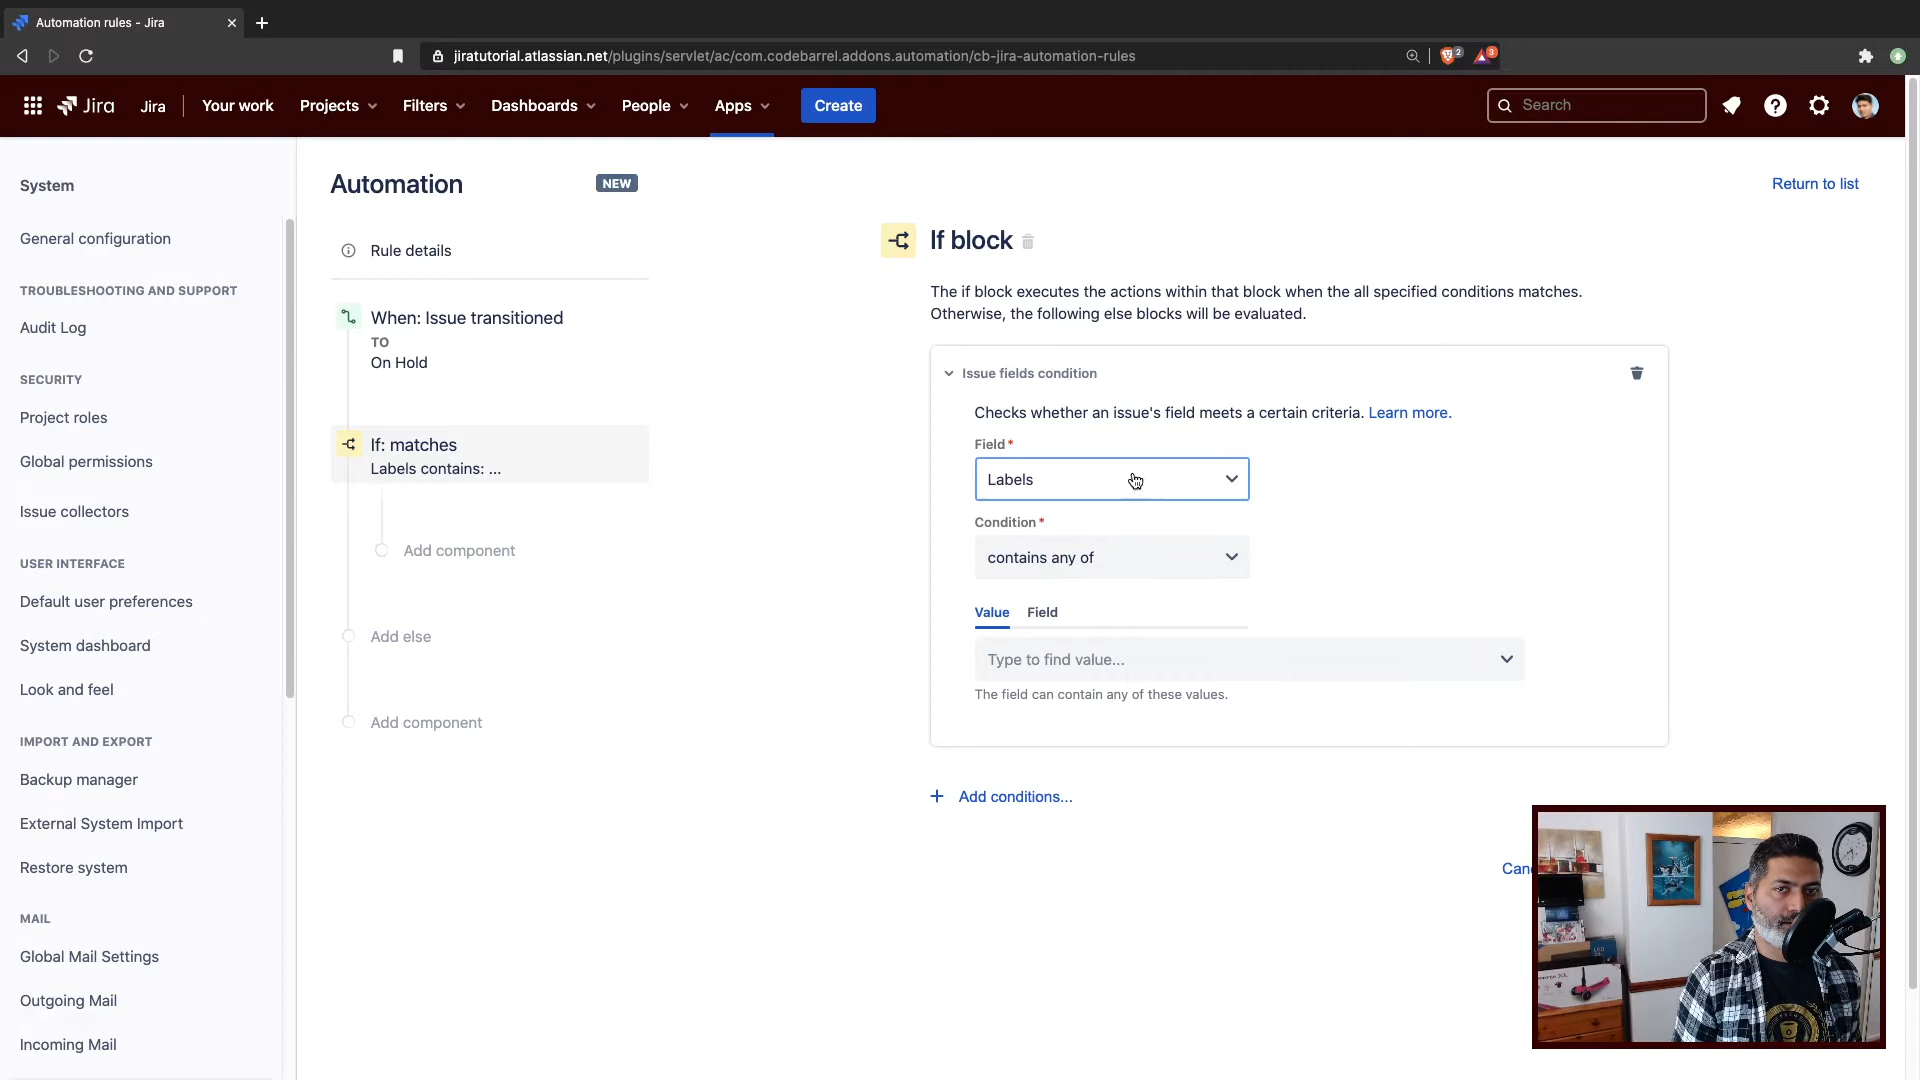 Automation rules - Jira
jiratutorial.atlassian.net/plugins/servlet/ac/com.codebarrel.addons.automation/cb-jira-automation-rules
2
3
Jira
Jira
Your work
Projects
Filters
Dashboards
People
Apps
Create
Search
System
General configuration
TROUBLESHOOTING AND SUPPORT
Audit Log
SECURITY
Project roles
Global permissions
Issue collectors
USER INTERFACE
Default user preferences
System dashboard
Look and feel
IMPORT AND EXPORT
Backup manager
External System Import
Restore system
MAIL
Global Mail Settings
Outgoing Mail
Incoming Mail
Automation
NEW
Return to list
Rule details
When: Issue transitioned
TO
On Hold
If: matches
Labels contains: ...
Add component
Add else
Add component
If block
The if block executes the actions within that block when the all specified conditions matches.
Otherwise, the following else blocks will be evaluated.
Issue fields condition
Checks whether an issue's field meets a certain criteria. Learn more.
Field*
Labels
Condition*
contains any of
Value
Field
Type to find value...
The field can contain any of these values.
+ Add conditions...
Canc